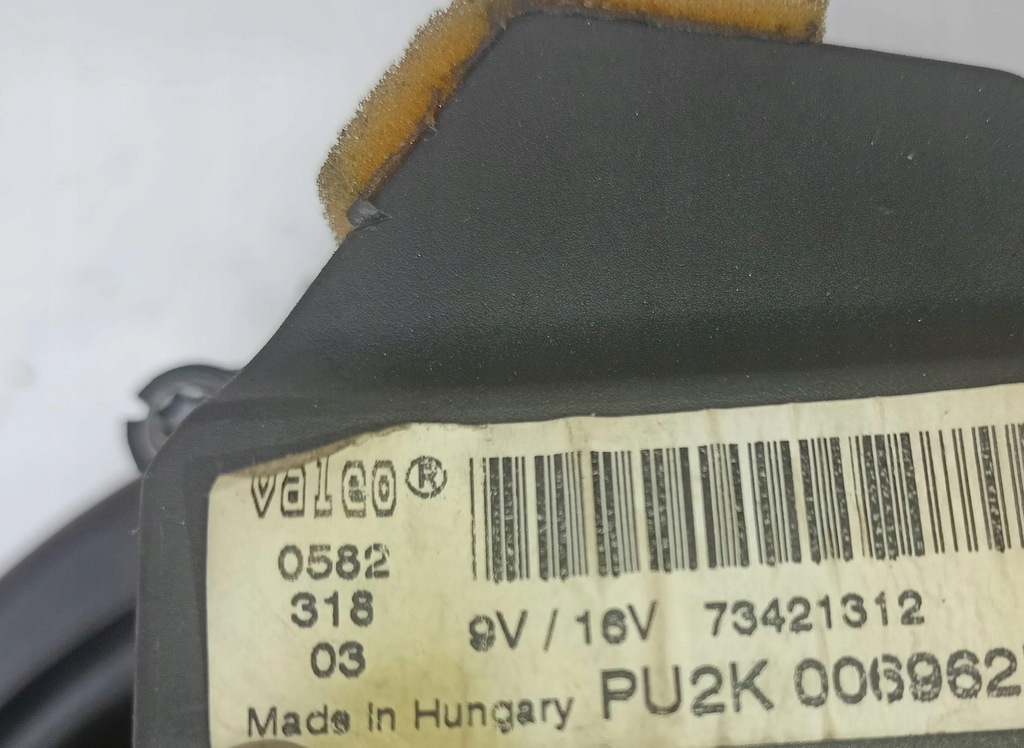 valeo®
0582
318
03
9V / 16V 73421312
Made in Hungary PU2K 006962